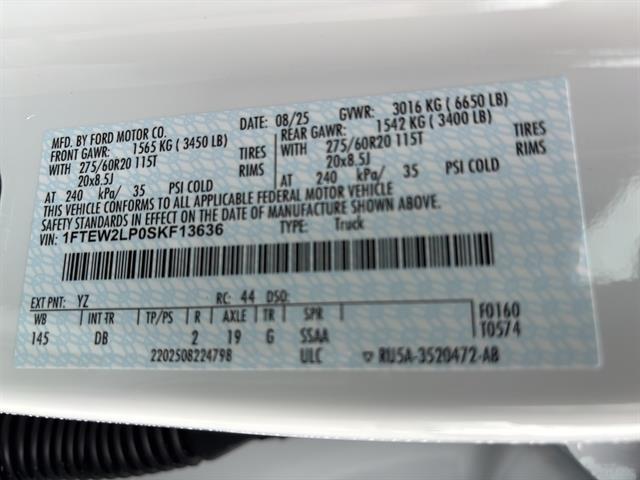 MFD. BY FORD MOTOR CO.
DATE: 08/25 GVWR: 3016 KG ( 6650 LB)
FRONT GAWR: 1565 KG ( 3450 LB) REAR GAWR: 1542 KG ( 3400 LB)
WITH 275/60R20 115T TIRES WITH 275/60R20 115T TIRES
20x8.5J RIMS 20x8.5J RIMS
AT 240 kPa/ 35 PSI COLD AT 240 kPa/ 35 PSI COLD
THIS VEHICLE CONFORMS TO ALL APPLICABLE FEDERAL MOTOR VEHICLE
SAFETY STANDARDS IN EFFECT ON THE DATE OF MANUFACTURE SHOWN ABOVE.
VIN: 1FTEW2LP0SKF13636 TYPE: Truck
EXT PNT: YZ RC: 44 DSO: F0160
WB INT TR TP/PS R AXLE TR SPR T0574
145 DB 2 19 G SSAA
2202508224798 ULC RU5A-3520472-AB